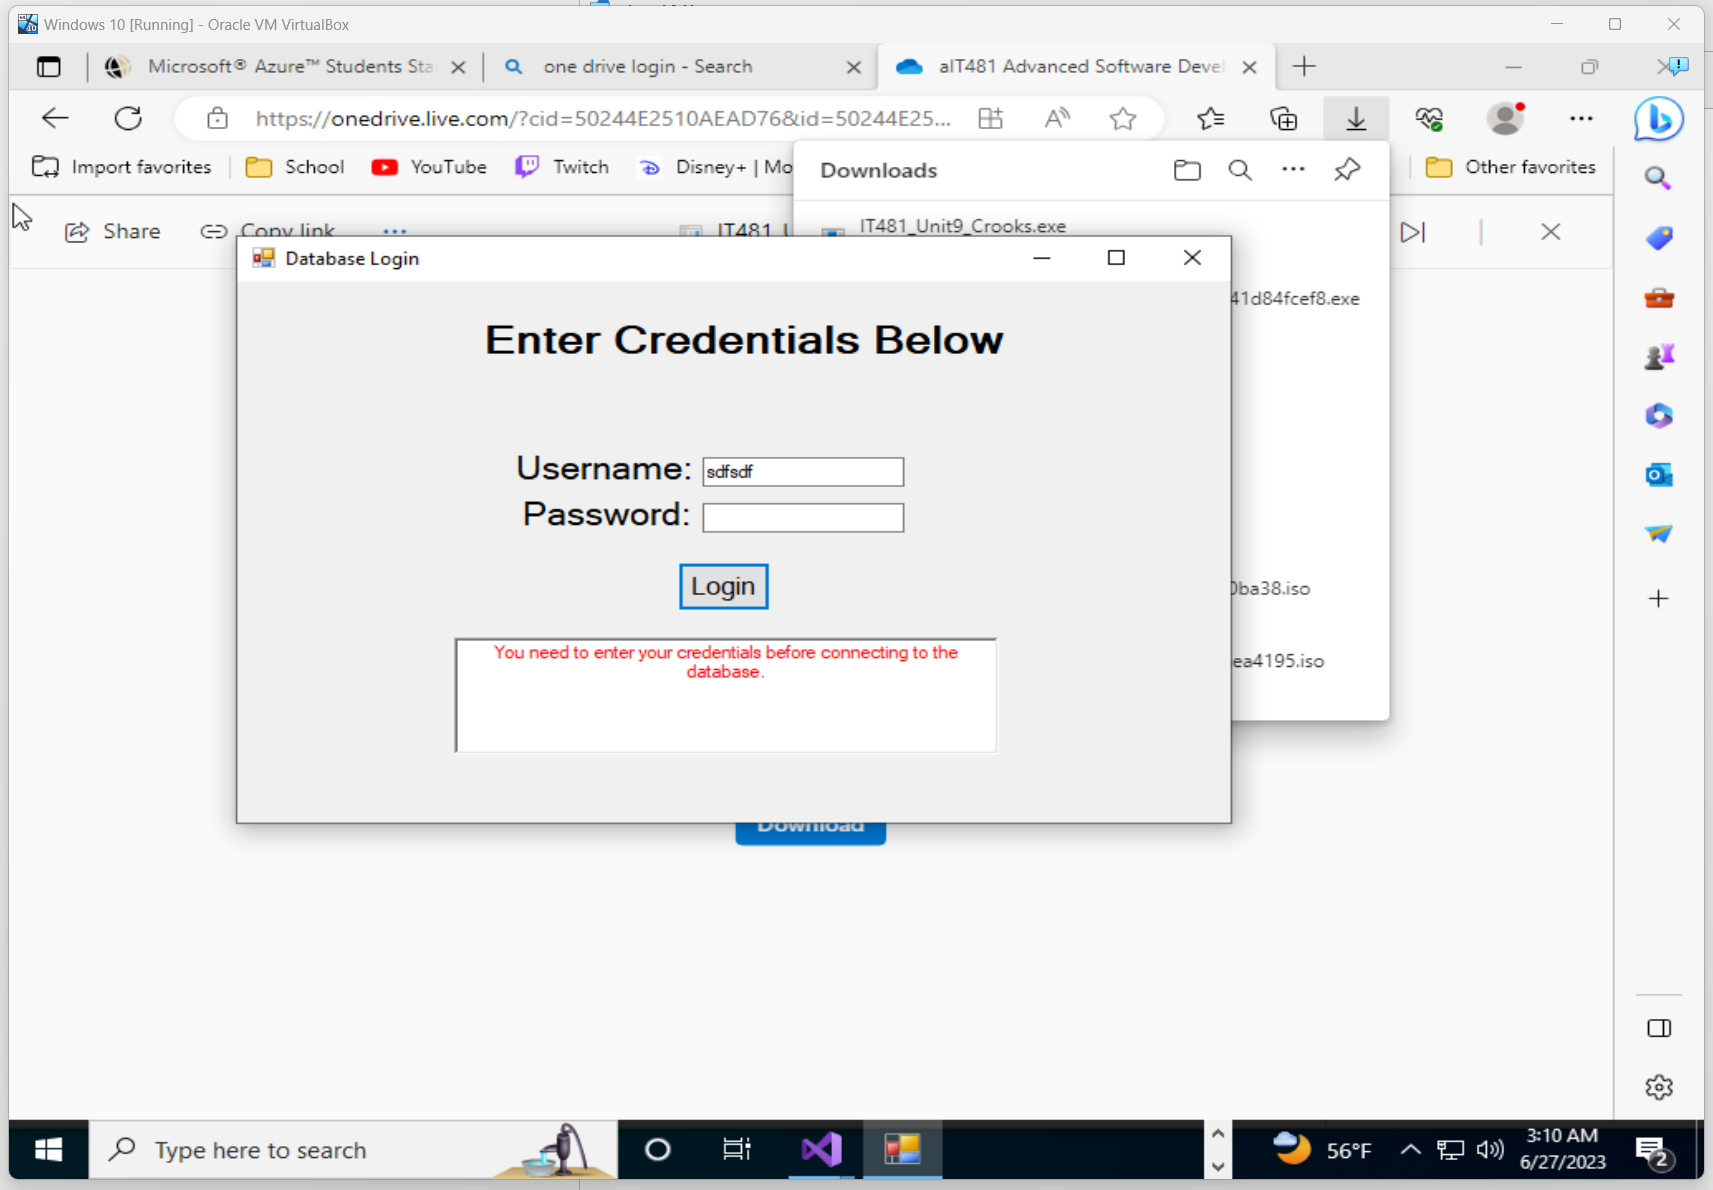 Windows 10 [Running] - Oracle VM VirtualBox
Microsoft® Azure™ Students Sta
one drive login - Search
aIT481 Advanced Software Devel
https://onedrive.live.com/?cid=50244E2510AEAD76&id=50244E25...
Import favorites
School
YouTube
Twitch
Disney+ | Mo
Downloads
Other favorites
Share
Copy link
IT481_U
IT481_Unit9_Crooks.exe
Database Login
41d84fcef8.exe
Enter Credentials Below
Username: sdfsdf
Password:
Login
0ba38.iso
You need to enter your credentials before connecting to the
database.
ea4195.iso
Download
Type here to search
56°F
3:10 AM
6/27/2023
2